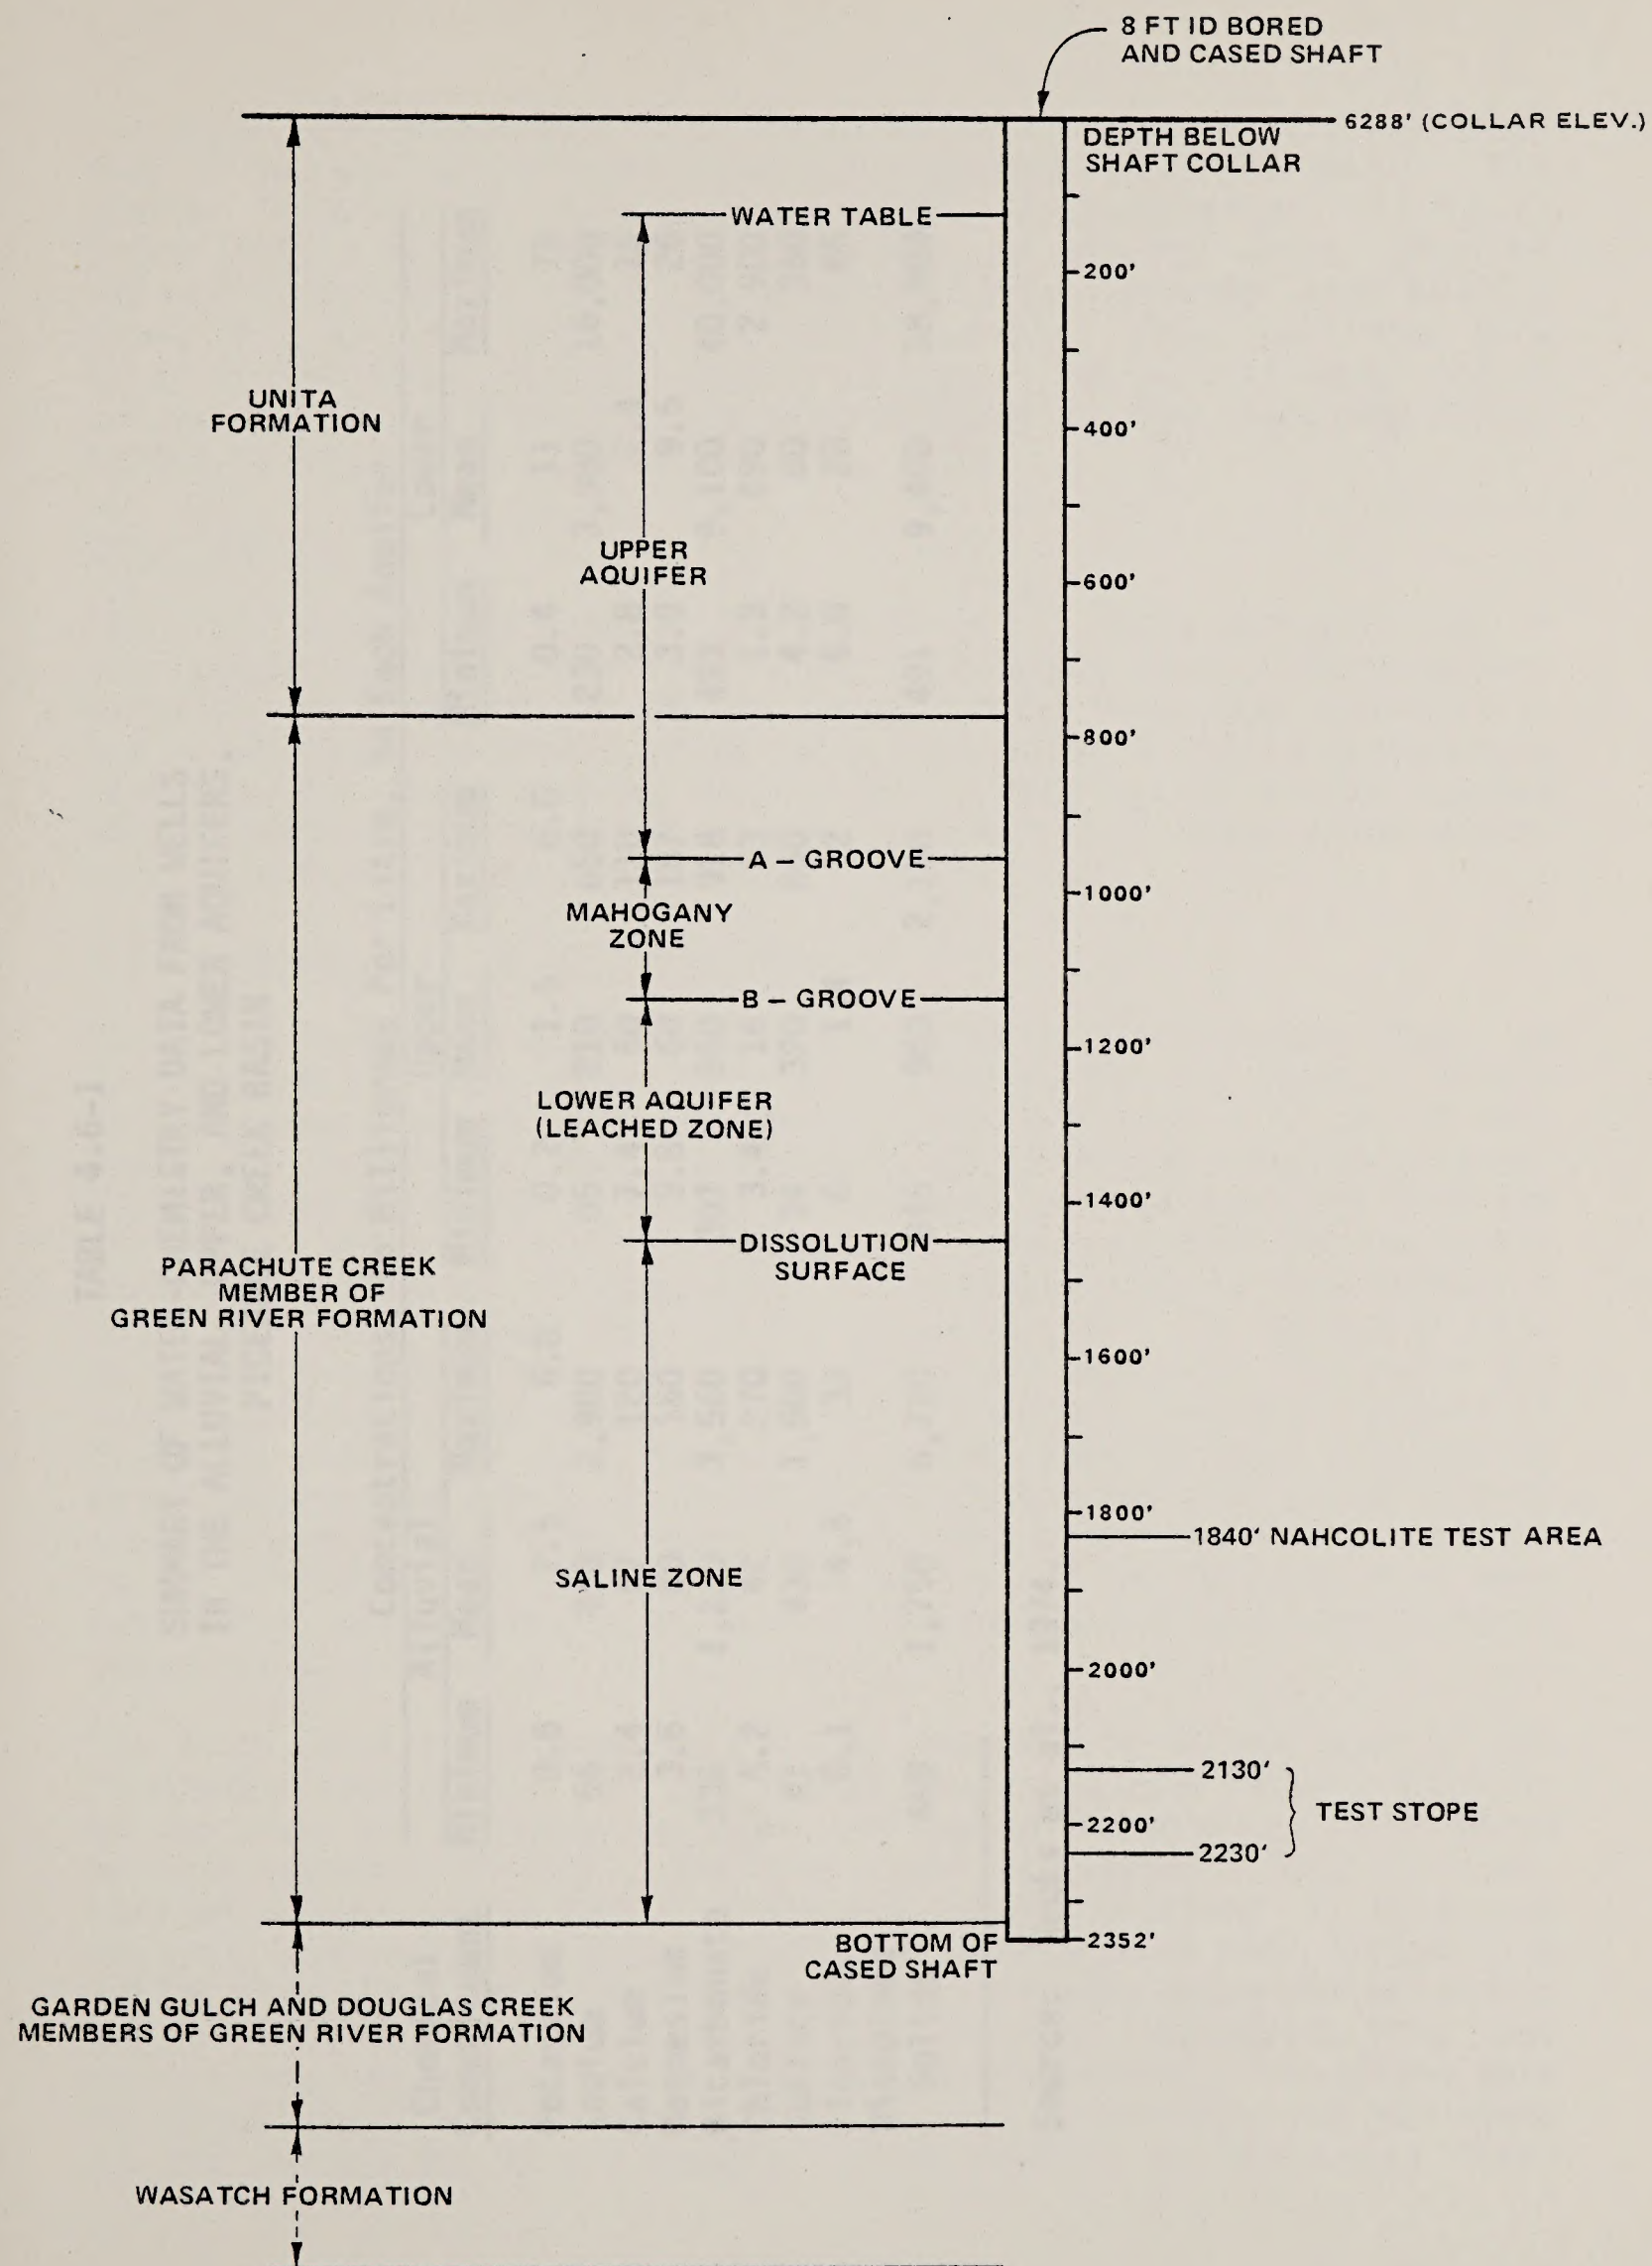 8 FT ID BORED
AND CASED SHAFT
6288' (COLLAR ELEV.)
DEPTH BELOW
SHAFT COLLAR
WATER TABLE
200'
UNITA
FORMATION
400'
UPPER
AQUIFER
600'
800'
A – GROOVE
1000'
MAHOGANY
ZONE
B – GROOVE
1200'
LOWER AQUIFER
(LEACHED ZONE)
1400'
DISSOLUTION
SURFACE
PARACHUTE CREEK
MEMBER OF
GREEN RIVER FORMATION
1600'
1800'
1840' NAHCOLITE TEST AREA
SALINE ZONE
2000'
2130'
TEST STOPE
2200'
2230'
BOTTOM OF
CASED SHAFT
2352'
GARDEN GULCH AND DOUGLAS CREEK
MEMBERS OF GREEN RIVER FORMATION
WASATCH FORMATION